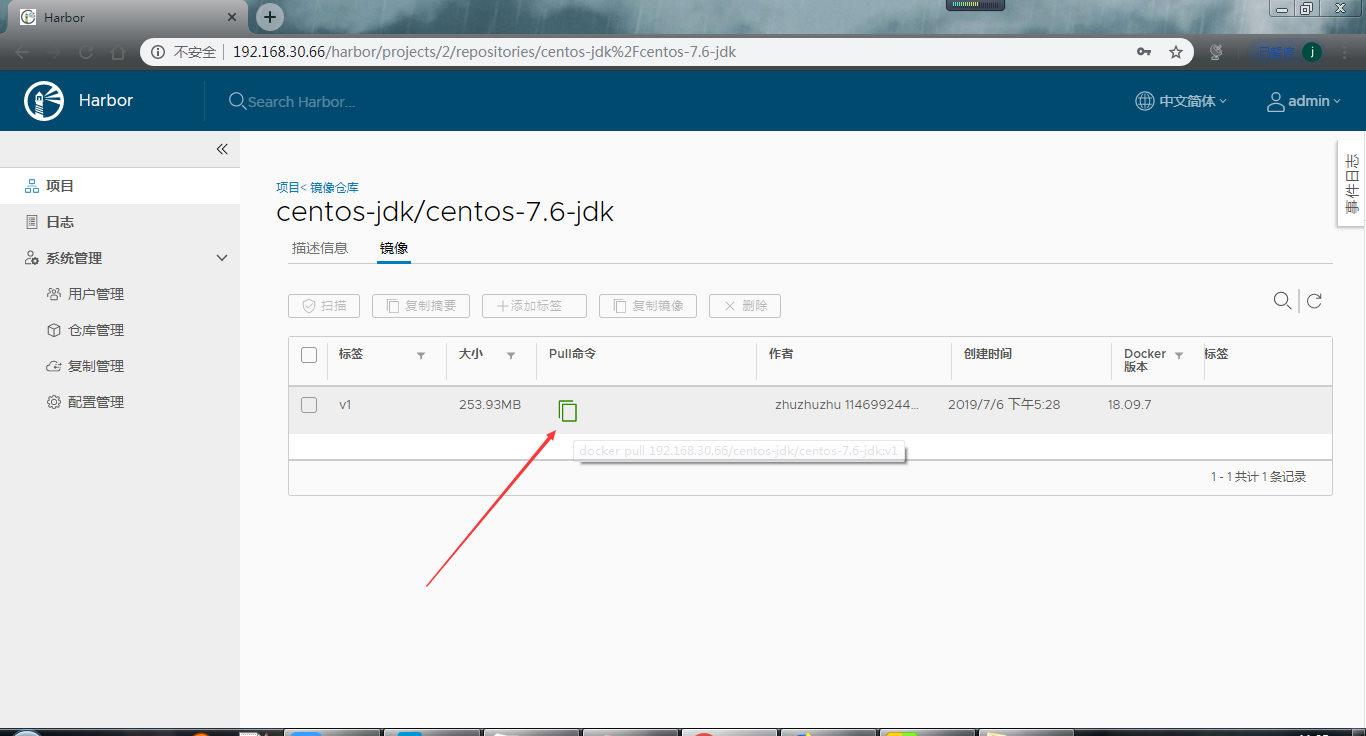 Harbor
不安全
192.168.30.66/harbor/projects/2/repositories/centos-jdk%2Fcentos-7.6-jdk
j
Harbor
Search Harbor...
中文简体
admin
项目
日志
系统管理
用户管理
仓库管理
复制管理
配置管理
事件日志
项目< 镜像仓库
centos-jdk/centos-7.6-jdk
描述信息 镜像
扫描 复制摘要 +添加标签 复制镜像 × 删除
标签 大小 Pull命令 作者 创建时间 Docker 版本 标签
v1 253.93MB zhuzhuzhu 114699244... 2019/7/6 下午5:28 18.09.7
docker pull 192.168.30.66/centos-jdk/centos-7.6-jdk:v1
1 - 1 共计 1 条记录